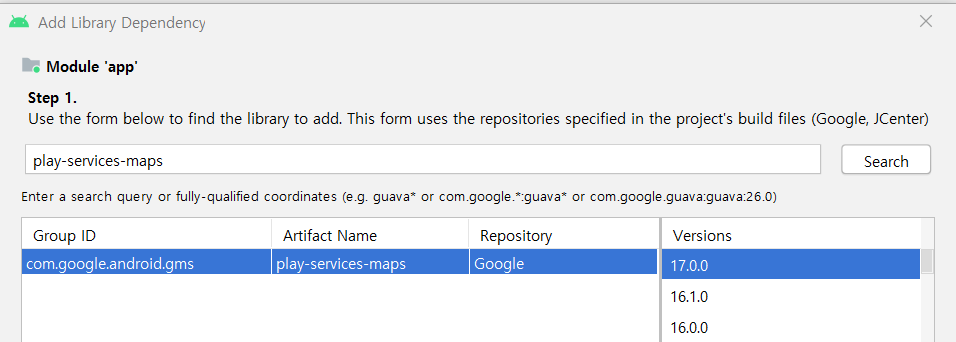 Add Library Dependency
Module 'app'
Step 1.
Use the form below to find the library to add. This form uses the repositories specified in the project's build files (Google, JCenter)
play-services-maps
Search
Enter a search query or fully-qualified coordinates (e.g. guava* or com.google.*:guava* or com.google.guava:guava:26.0)
Group ID Artifact Name Repository Versions
com.google.android.gms play-services-maps Google 17.0.0
16.1.0
16.0.0